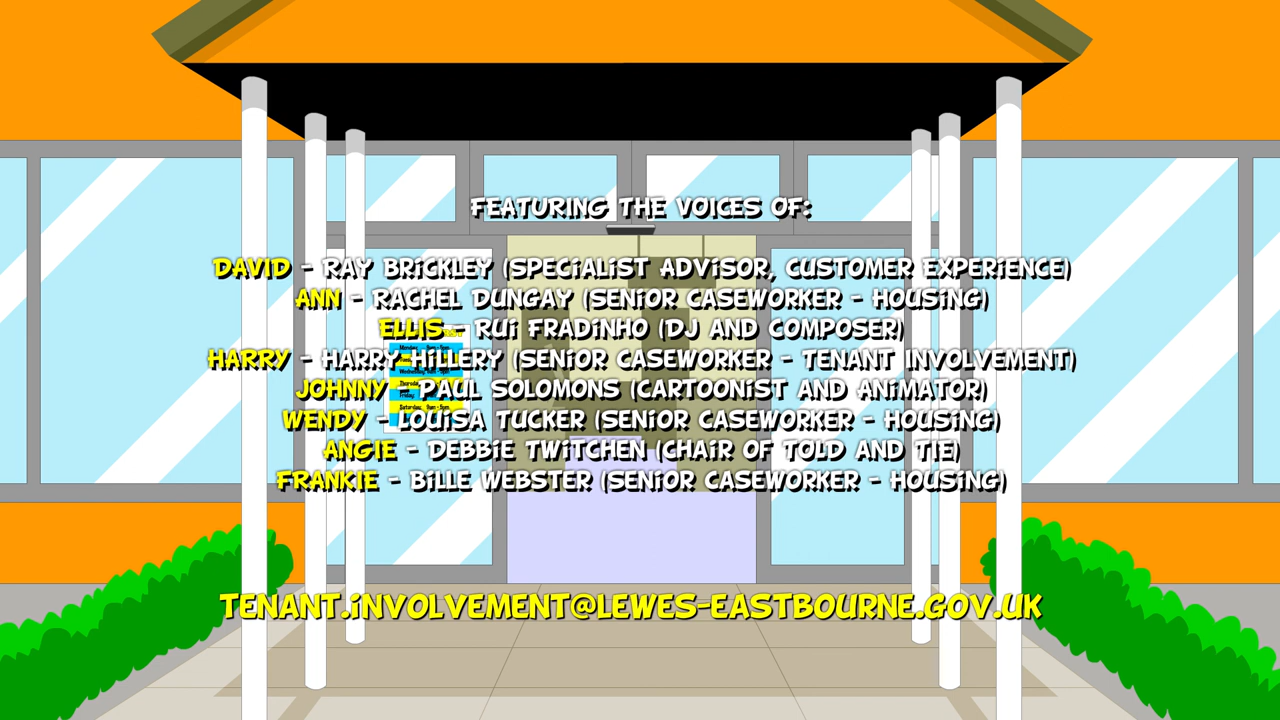 FEATURING THE VOICES OF:
DAVID - RAY BRICKLEY (SPECIALIST ADVISOR, CUSTOMER EXPERIENCE)
ANN - RACHEL DUNGAY (SENIOR CASEWORKER - HOUSING)
ELLIS - RUI FRADINHO (DJ AND COMPOSER)
HARRY - HARRY HILLERY (SENIOR CASEWORKER - TENANT INVOLVEMENT)
JOHNNY - PAUL SOLOMONS (CARTOONIST AND ANIMATOR)
WENDY - LOUISA TUCKER (SENIOR CASEWORKER - HOUSING)
ANGIE - DEBBIE TWITCHEN (CHAIR OF TOLD AND TIE)
FRANKIE - BILLE WEBSTER (SENIOR CASEWORKER - HOUSING)
TENANT.INVOLVEMENT@LEWES-EASTBOURNE.GOV.UK